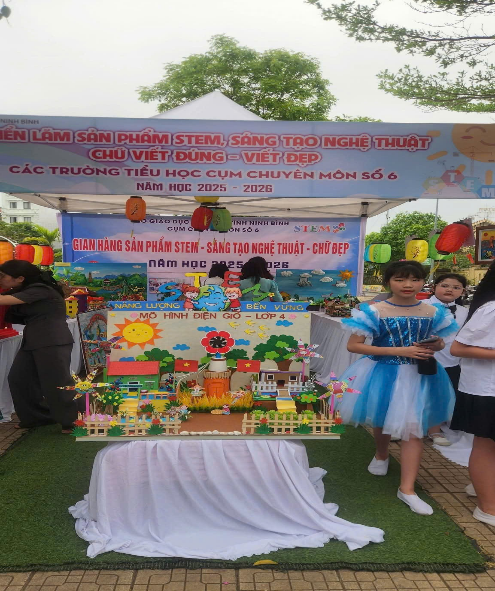 IỂN LÃM SẢN PHẨM STEM, SÁNG TẠO NGHỆ THUẬT
CHỮ VIẾT ĐÚNG - VIẾT ĐẸP
CÁC TRƯỜNG TIỂU HỌC CỤM CHUYÊN MÔN SỐ 6
NĂM HỌC 2025 - 2026
SỞ GIÁO DỤC NINH BÌNH
CỤM CHUYÊN MÔN SỐ 6
STEM
GIAN HÀNG SẢN PHẨM STEM - SÁNG TẠO NGHỆ THUẬT - CHỮ ĐẸP
NĂM HỌC 2025 - 2026
STEM
NĂNG LƯỢNG BỀN VỮNG
MÔ HÌNH ĐIỆN GIÓ - LỚP 4